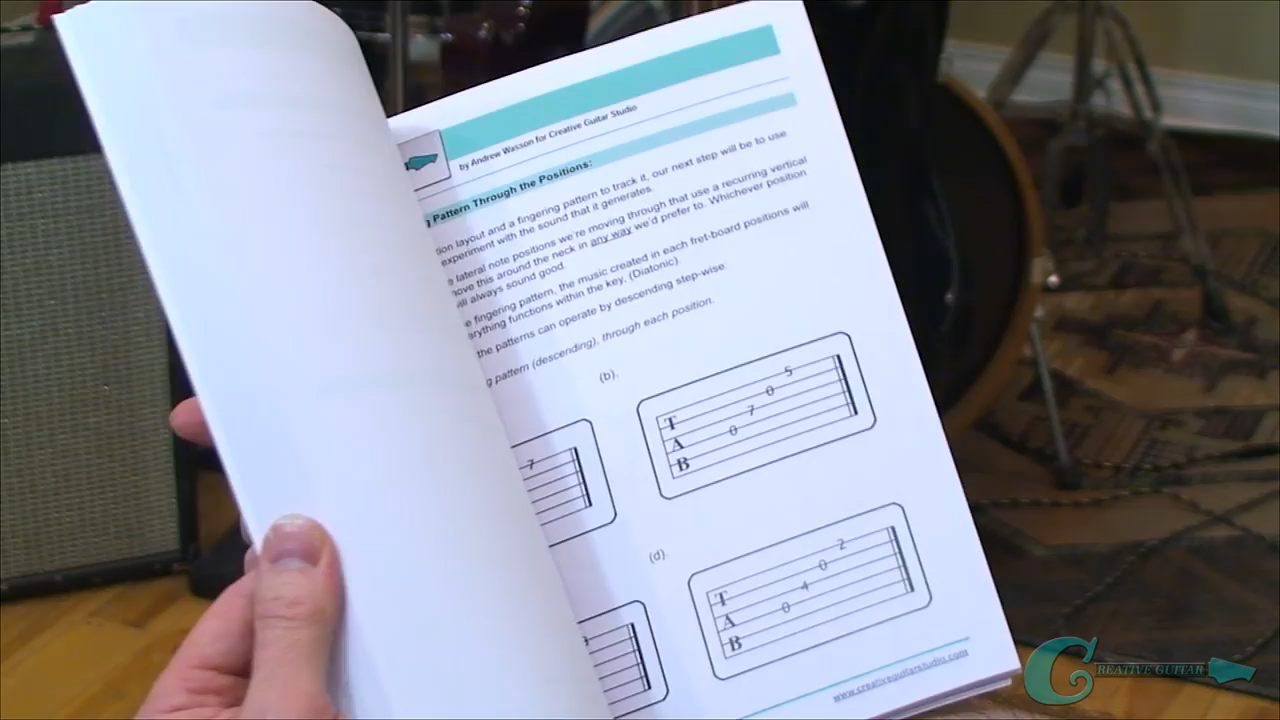 by Andrew Wasson for Creative Guitar Studio
Pattern Through the Positions:
layout and a fingering pattern to track it, our next step will be to use
experiment with the sound that it generates.
lateral note positions we're moving through that use a recurring vertical
this around the neck in any way we'd prefer to. Whichever position
always sound good.
fingering pattern, the music created in each fret-board positions will
functions within the key, (Diatonic).
the patterns can operate by descending step-wise:
pattern (descending), through each position.
(b).
T
A
B
0 7 0 5
7
(d).
T
A
B
0 4 0 2
www.creativeguitarstudio.com
CREATIVE GUITAR